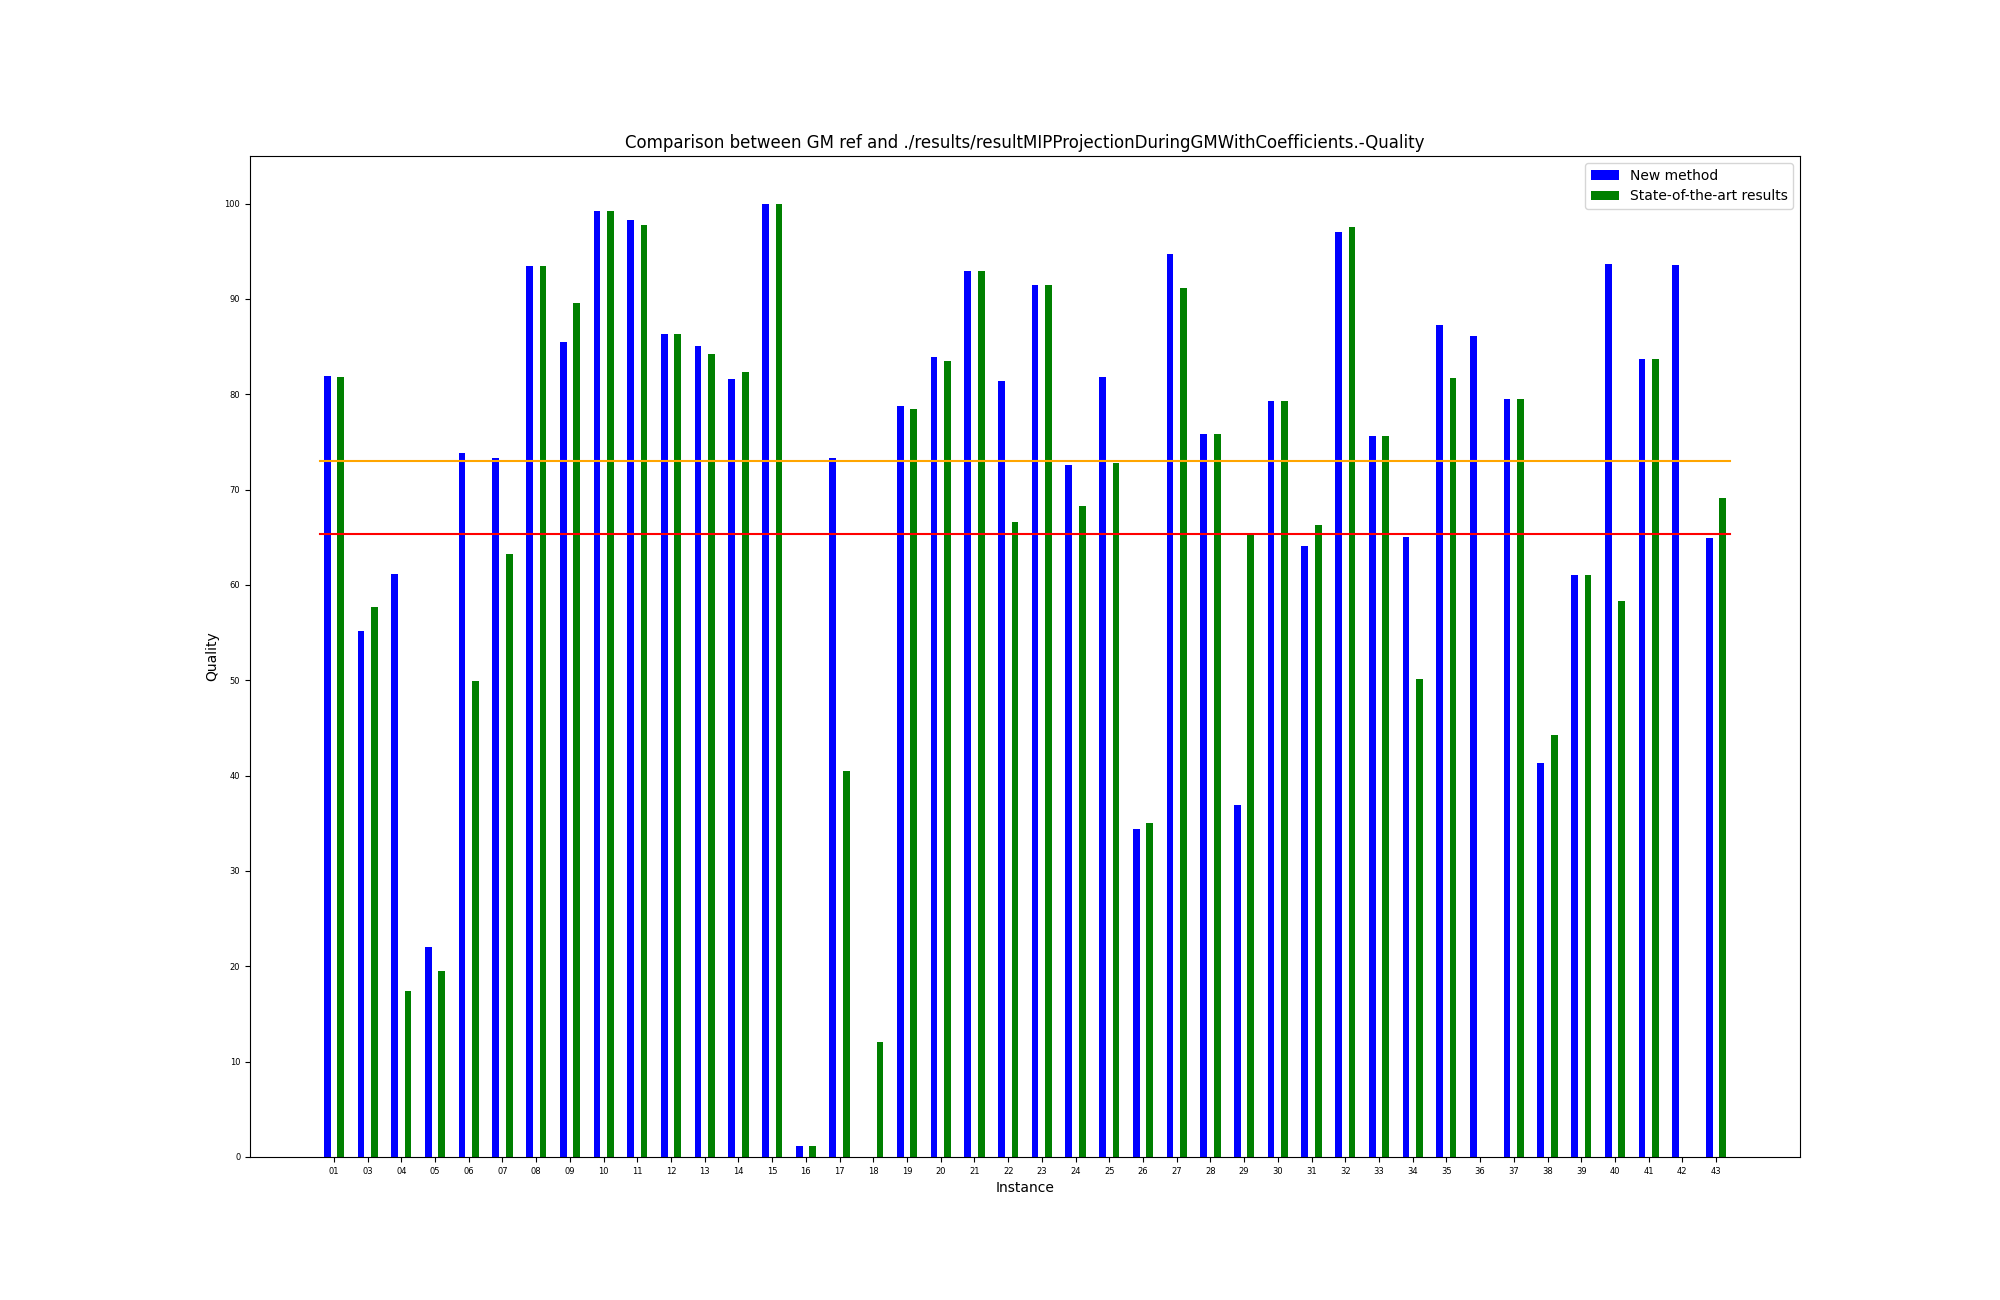 Comparison between GM ref and ./results/resultMIPProjectionDuringGMWithCoefficients.-Quality
New method
State-of-the-art results
100
90
80
70
60
50
40
30
20
10
0
Quality
01 03 04 05 06 07 08 09 10 11 12 13 14 15 16 17 18 19 20 21 22 23 24 25 26 27 28 29 30 31 32 33 34 35 36 37 38 39 40 41 42 43
Instance